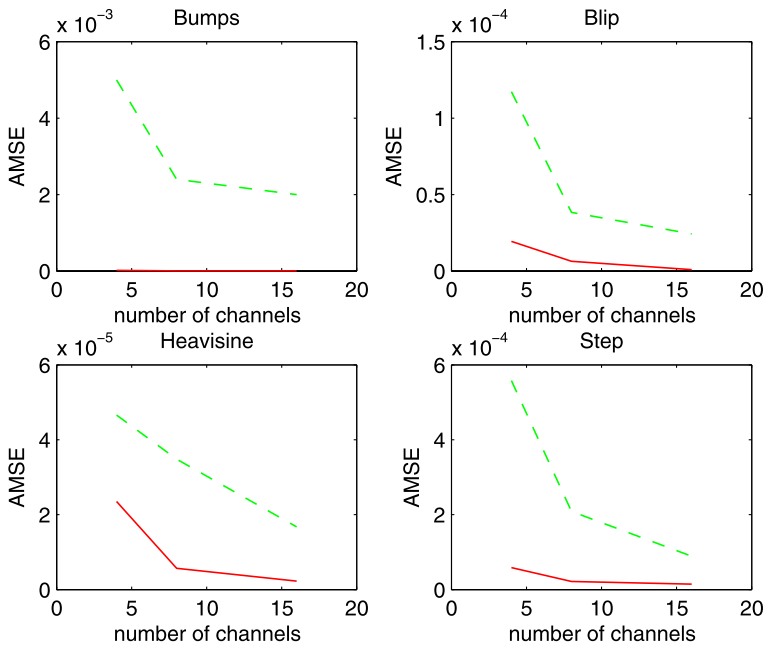 x 10⁻³
Bumps
6
4
2
0
AMSE
0 5 10 15 20
number of channels
x 10⁻⁴
Blip
1.5
1
0.5
0
AMSE
0 5 10 15 20
number of channels
x 10⁻⁵
Heavisine
6
4
2
0
AMSE
0 5 10 15 20
number of channels
x 10⁻⁴
Step
6
4
2
0
AMSE
0 5 10 15 20
number of channels